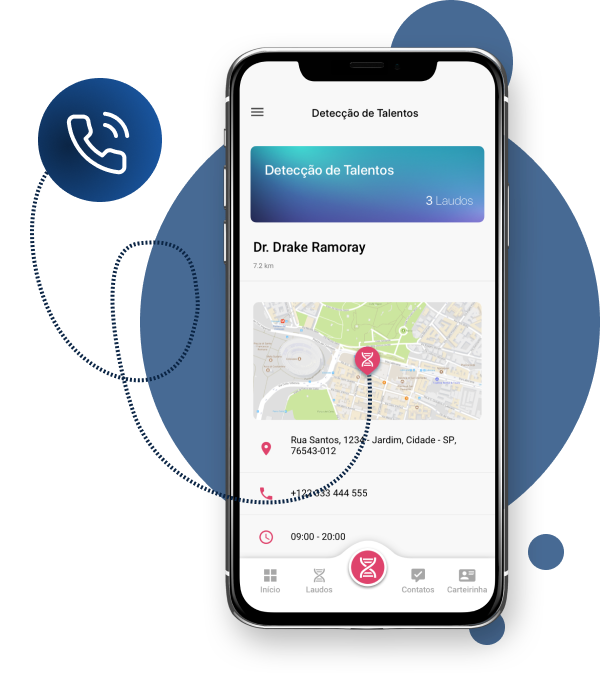 Detecção de Talentos
Detecção de Talentos
3 Laudos
Dr. Drake Ramoray
7.2 km
Rua Santos, 1234 - Jardim, Cidade - SP,
76543-012
+122 333 444 555
09:00 - 20:00
Início
Laudos
Contatos
Carteirinha